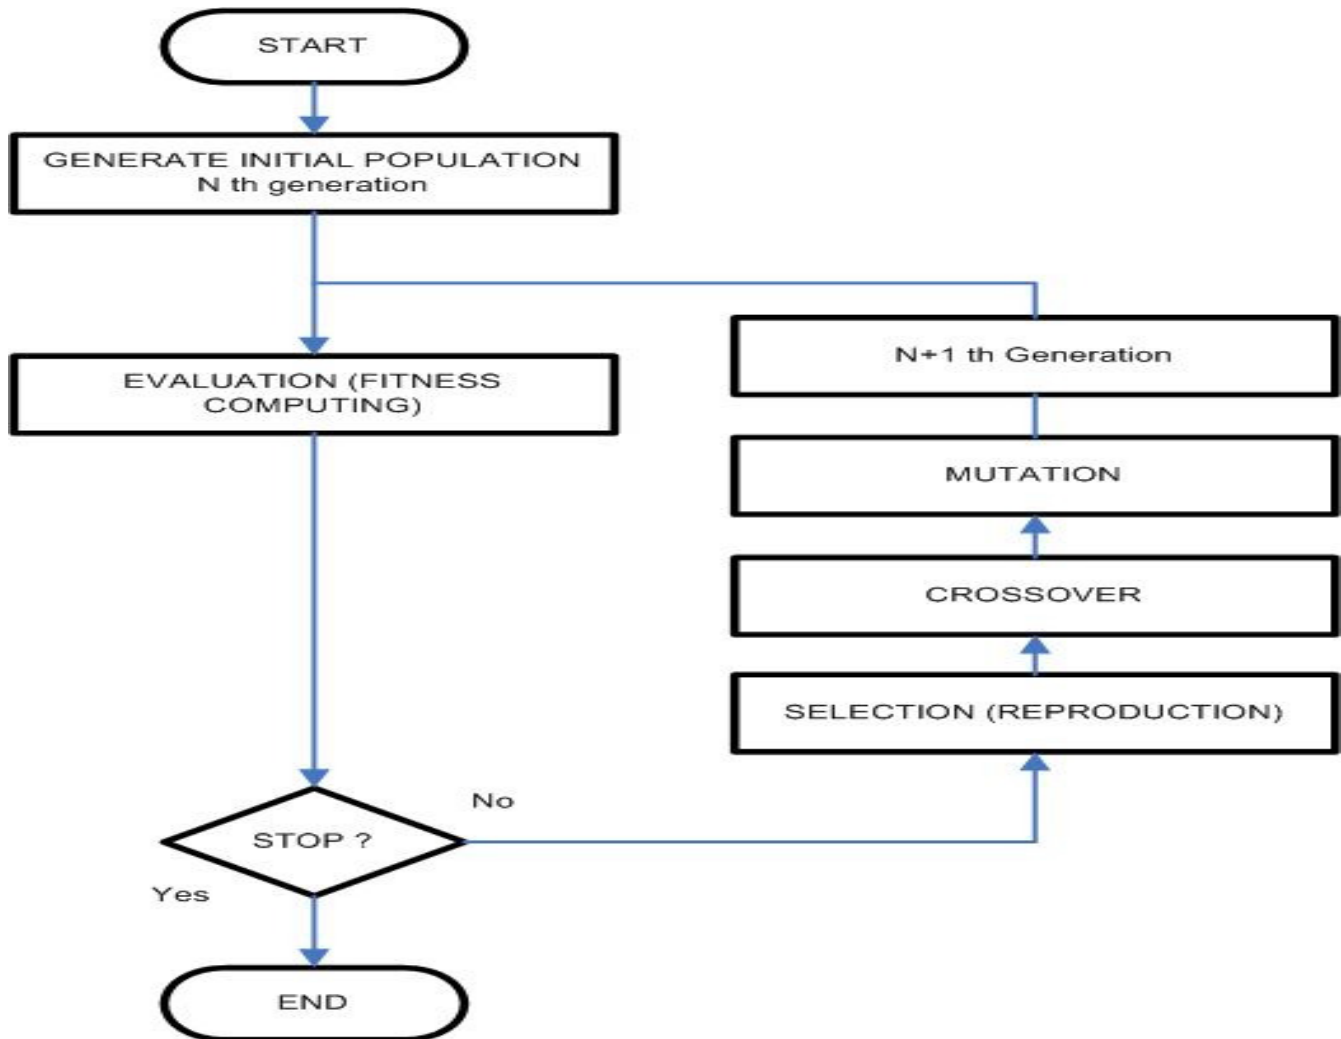 START
GENERATE INITIAL POPULATION
N th generation
EVALUATION (FITNESS
COMPUTING)
STOP ?
Yes
No
END
SELECTION (REPRODUCTION)
CROSSOVER
MUTATION
N+1 th Generation